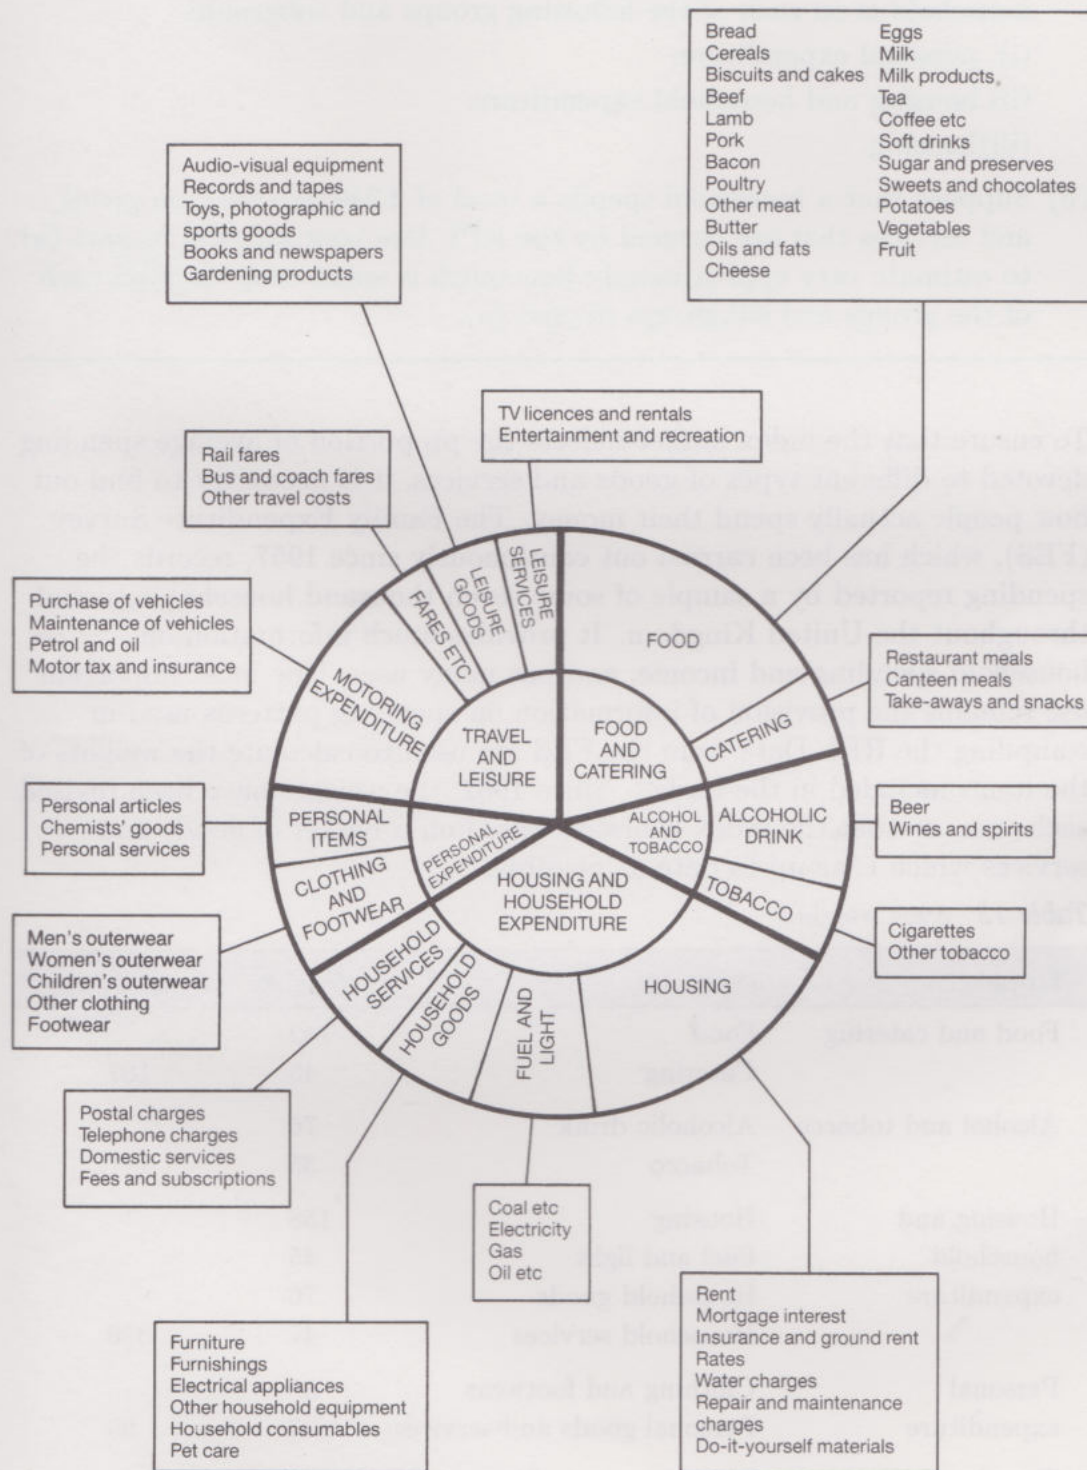 Bread
Cereals
Biscuits and cakes
Beef
Lamb
Pork
Bacon
Poultry
Other meat
Butter
Oils and fats
Cheese
Eggs
Milk
Milk products
Tea
Coffee etc
Soft drinks
Sugar and preserves
Sweets and chocolates
Potatoes
Vegetables
Fruit
Audio-visual equipment
Records and tapes
Toys, photographic and
sports goods
Books and newspapers
Gardening products
TV licences and rentals
Entertainment and recreation
Rail fares
Bus and coach fares
Other travel costs
Purchase of vehicles
Maintenance of vehicles
Petrol and oil
Motor tax and insurance
Restaurant meals
Canteen meals
Take-aways and snacks
LEISURE
SERVICES
LEISURE
GOODS
FARES ETC
MOTORING
EXPENDITURE
FOOD
CATERING
TRAVEL
AND
LEISURE
FOOD
AND
CATERING
Personal articles
Chemists' goods
Personal services
PERSONAL
ITEMS
PERSONAL
EXPENDITURE
ALCOHOL
AND
TOBACCO
ALCOHOLIC
DRINK
Beer
Wines and spirits
CLOTHING
AND
FOOTWEAR
HOUSING AND
HOUSEHOLD
EXPENDITURE
TOBACCO
Cigarettes
Other tobacco
Men's outerwear
Women's outerwear
Children's outerwear
Other clothing
Footwear
HOUSEHOLD
SERVICES
HOUSEHOLD
GOODS
FUEL AND
LIGHT
HOUSING
Postal charges
Telephone charges
Domestic services
Fees and subscriptions
Coal etc
Electricity
Gas
Oil etc
Furniture
Furnishings
Electrical appliances
Other household equipment
Household consumables
Pet care
Rent
Mortgage interest
Insurance and ground rent
Rates
Water charges
Repair and maintenance
charges
Do-it-yourself materials